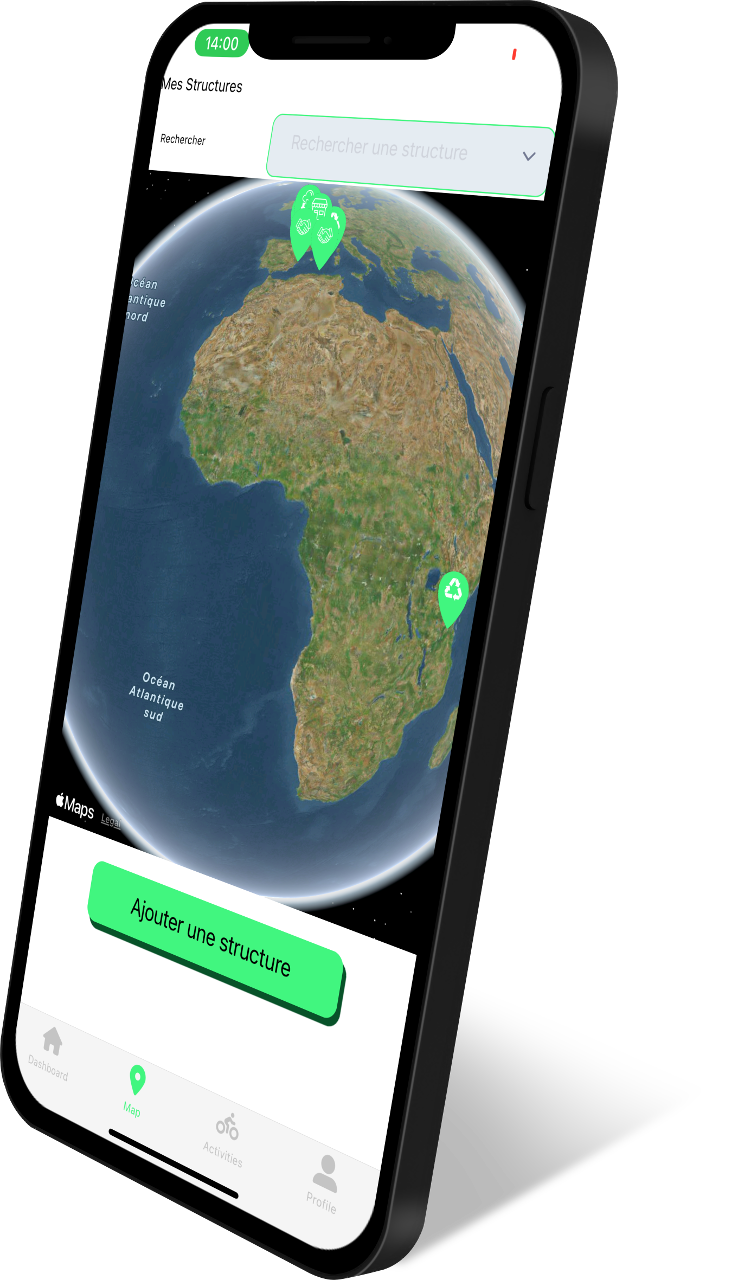 14:00
Mes Structures
Rechercher
Rechercher une structure
océan
antique
nord
Océan
Atlantique
sud
Maps
Legal
Ajouter une structure
Dashboard
Map
Activities
Profile